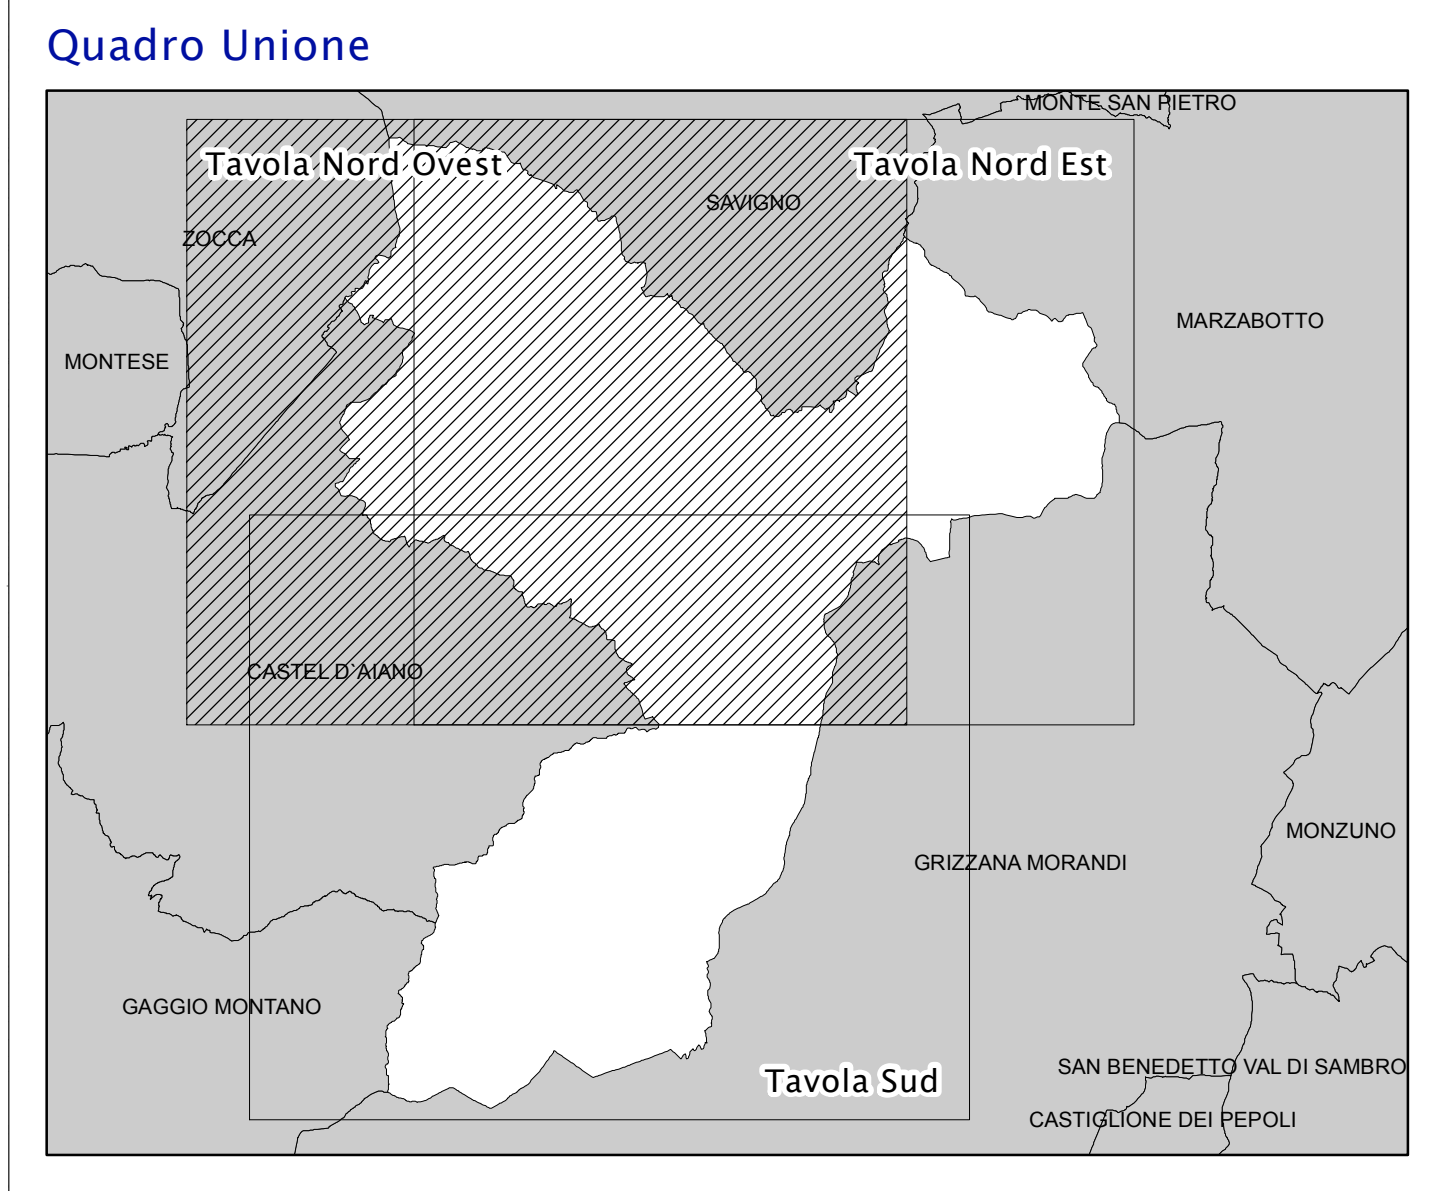 Quadro Unione
MONTE SAN PIETRO
Tavola Nord Ovest
Tavola Nord Est
SAVIGNO
ZOCCA
MARZABOTTO
MONTESE
CASTEL D`AIANO
MONZUNO
GRIZZANA MORANDI
GAGGIO MONTANO
SAN BENEDETTO VAL DI SAMBRO
Tavola Sud
CASTIGLIONE DEI PEPOLI